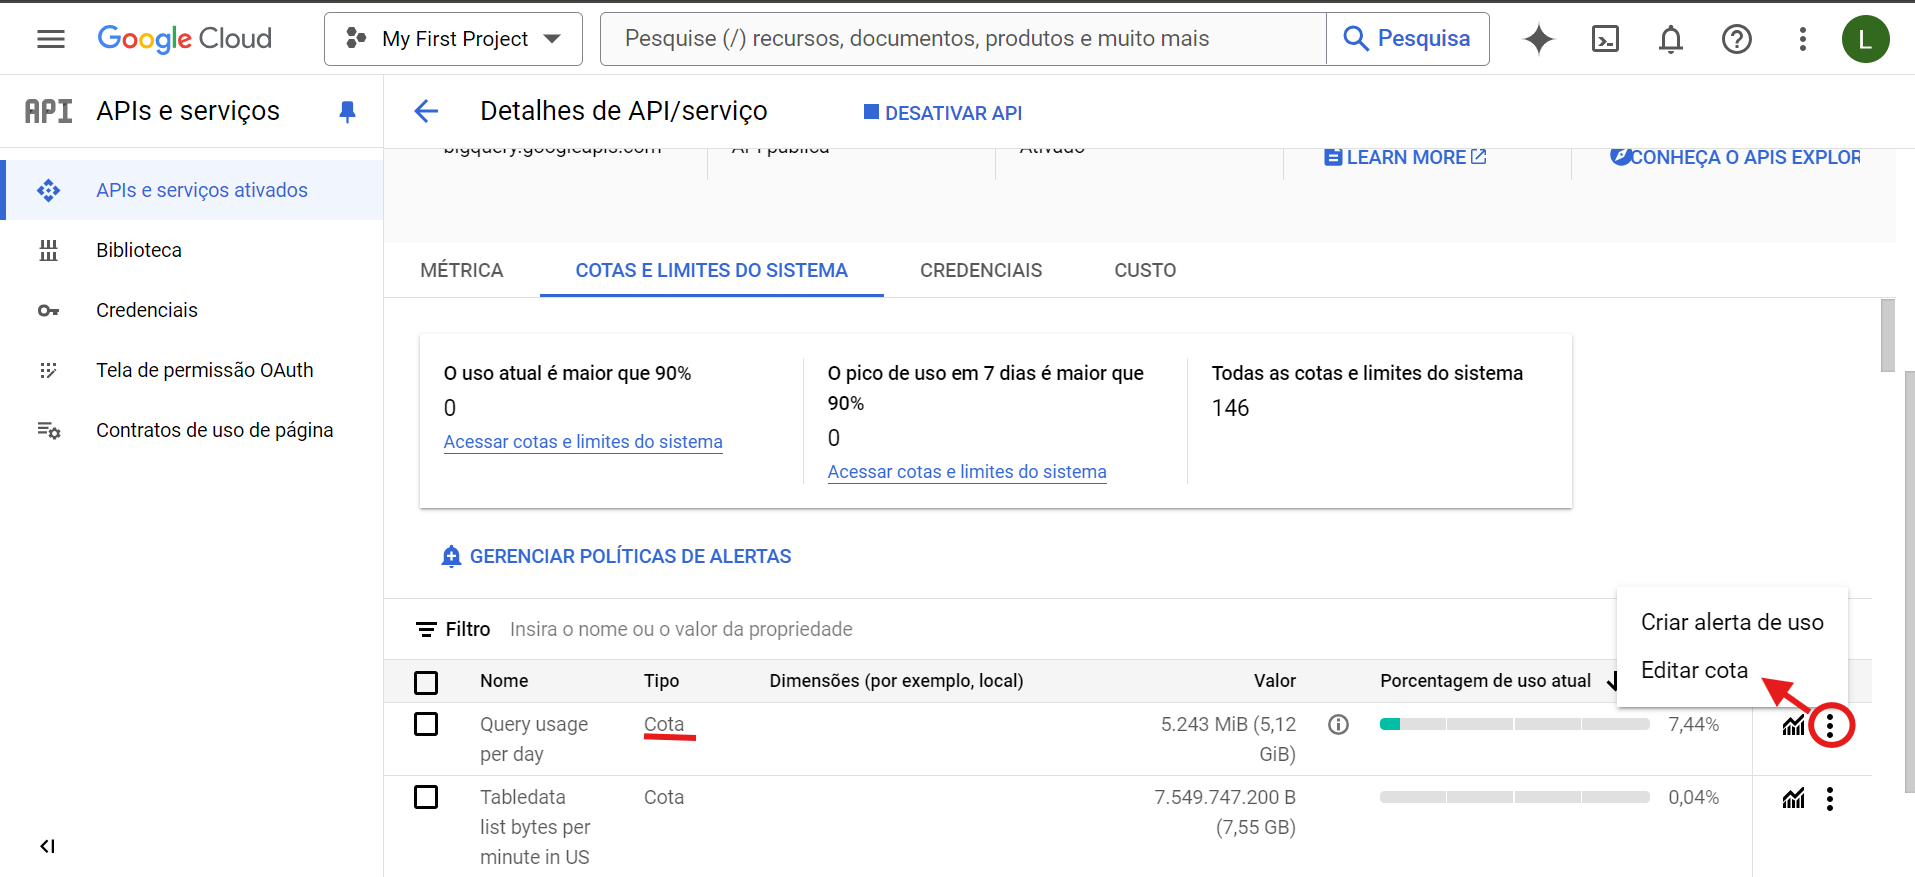 Google Cloud
My First Project
Pesquise (/) recursos, documentos, produtos e muito mais
Pesquisa
L
API
APIs e serviços
Detalhes de API/serviço
DESATIVAR API
bigquery.googleapis.com
API pública
Ativado
LEARN MORE
CONHEÇA O APIS EXPLOR
APIs e serviços ativados
Biblioteca
Credenciais
Tela de permissão OAuth
Contratos de uso de página
MÉTRICA
COTAS E LIMITES DO SISTEMA
CREDENCIAIS
CUSTO
O uso atual é maior que 90%
0
Acessar cotas e limites do sistema
O pico de uso em 7 dias é maior que
90%
0
Acessar cotas e limites do sistema
Todas as cotas e limites do sistema
146
GERENCIAR POLÍTICAS DE ALERTAS
Filtro
Insira o nome ou o valor da propriedade
Criar alerta de uso
Editar cota
Nome
Tipo
Dimensões (por exemplo, local)
Valor
Porcentagem de uso atual
Query usage
per day
Cota
5.243 MiB (5,12
GiB)
7,44%
Tabledata
list bytes per
minute in US
Cota
7.549.747.200 B
(7,55 GB)
0,04%